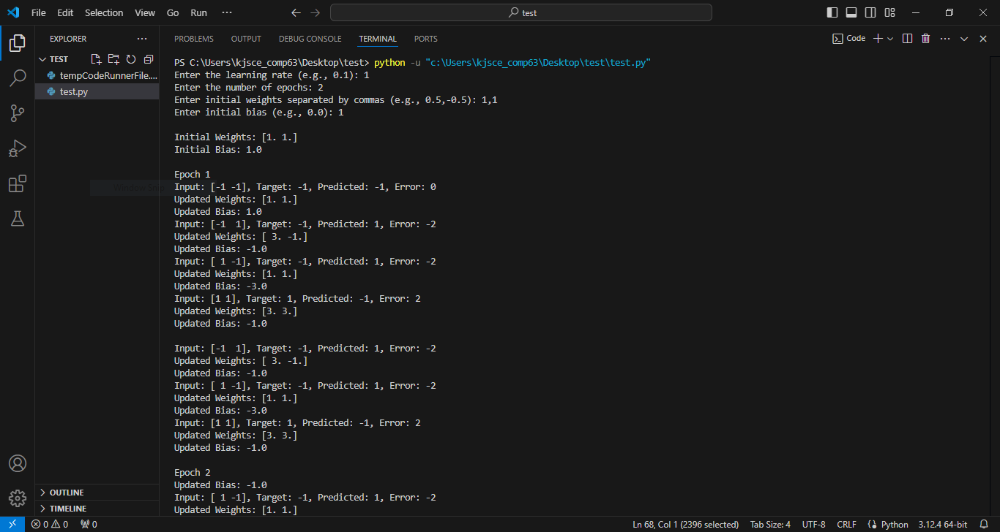 File Edit Selection View Go Run ··· test
EXPLORER ···
PROBLEMS OUTPUT DEBUG CONSOLE TERMINAL PORTS
Code
TEST
tempCodeRunnerFile....
test.py
PS C:\Users\kjsce_comp63\Desktop\test> python -u "c:\Users\kjsce_comp63\Desktop\test\test.py"
Enter the learning rate (e.g., 0.1): 1
Enter the number of epochs: 2
Enter initial weights separated by commas (e.g., 0.5,-0.5): 1,1
Enter initial bias (e.g., 0.0): 1
Initial Weights: [1. 1.]
Initial Bias: 1.0
Epoch 1
Input: [-1 -1], Target: -1, Predicted: -1, Error: 0
Updated Weights: [1. 1.]
Updated Bias: 1.0
Input: [-1  1], Target: -1, Predicted: 1, Error: -2
Updated Weights: [ 3. -1.]
Updated Bias: -1.0
Input: [ 1 -1], Target: -1, Predicted: 1, Error: -2
Updated Weights: [1. 1.]
Updated Bias: -3.0
Input: [1 1], Target: 1, Predicted: -1, Error: 2
Updated Weights: [3. 3.]
Updated Bias: -1.0
Input: [-1  1], Target: -1, Predicted: 1, Error: -2
Updated Weights: [ 3. -1.]
Updated Bias: -1.0
Input: [ 1 -1], Target: -1, Predicted: 1, Error: -2
Updated Weights: [1. 1.]
Updated Bias: -3.0
Input: [1 1], Target: 1, Predicted: -1, Error: 2
Updated Weights: [3. 3.]
Updated Bias: -1.0
Epoch 2
Updated Bias: -1.0
Input: [ 1 -1], Target: -1, Predicted: 1, Error: -2
Updated Weights: [1. 1.]
OUTLINE
TIMELINE
0 0 0
Ln 68, Col 1 (2396 selected) Tab Size: 4 UTF-8 CRLF Python 3.12.4 64-bit